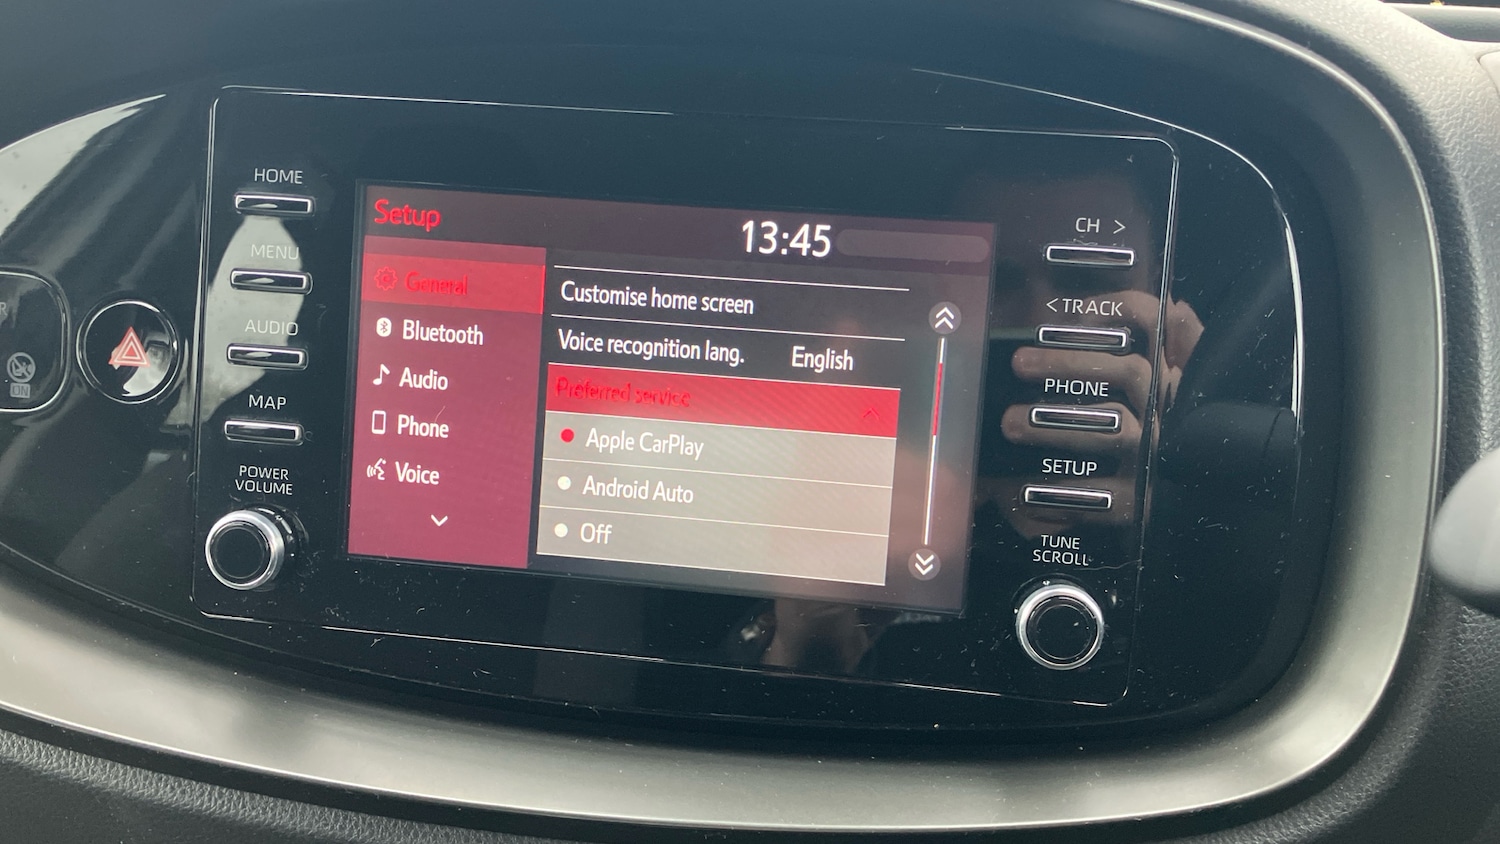 HOME
MENU
AUDIO
MAP
POWER
VOLUME
ON
Setup
13:45
General
Bluetooth
Audio
Phone
Voice
Customise home screen
Voice recognition lang. English
Preferred service
Apple CarPlay
Android Auto
Off
CH >
< TRACK
PHONE
SETUP
TUNE
SCROLL